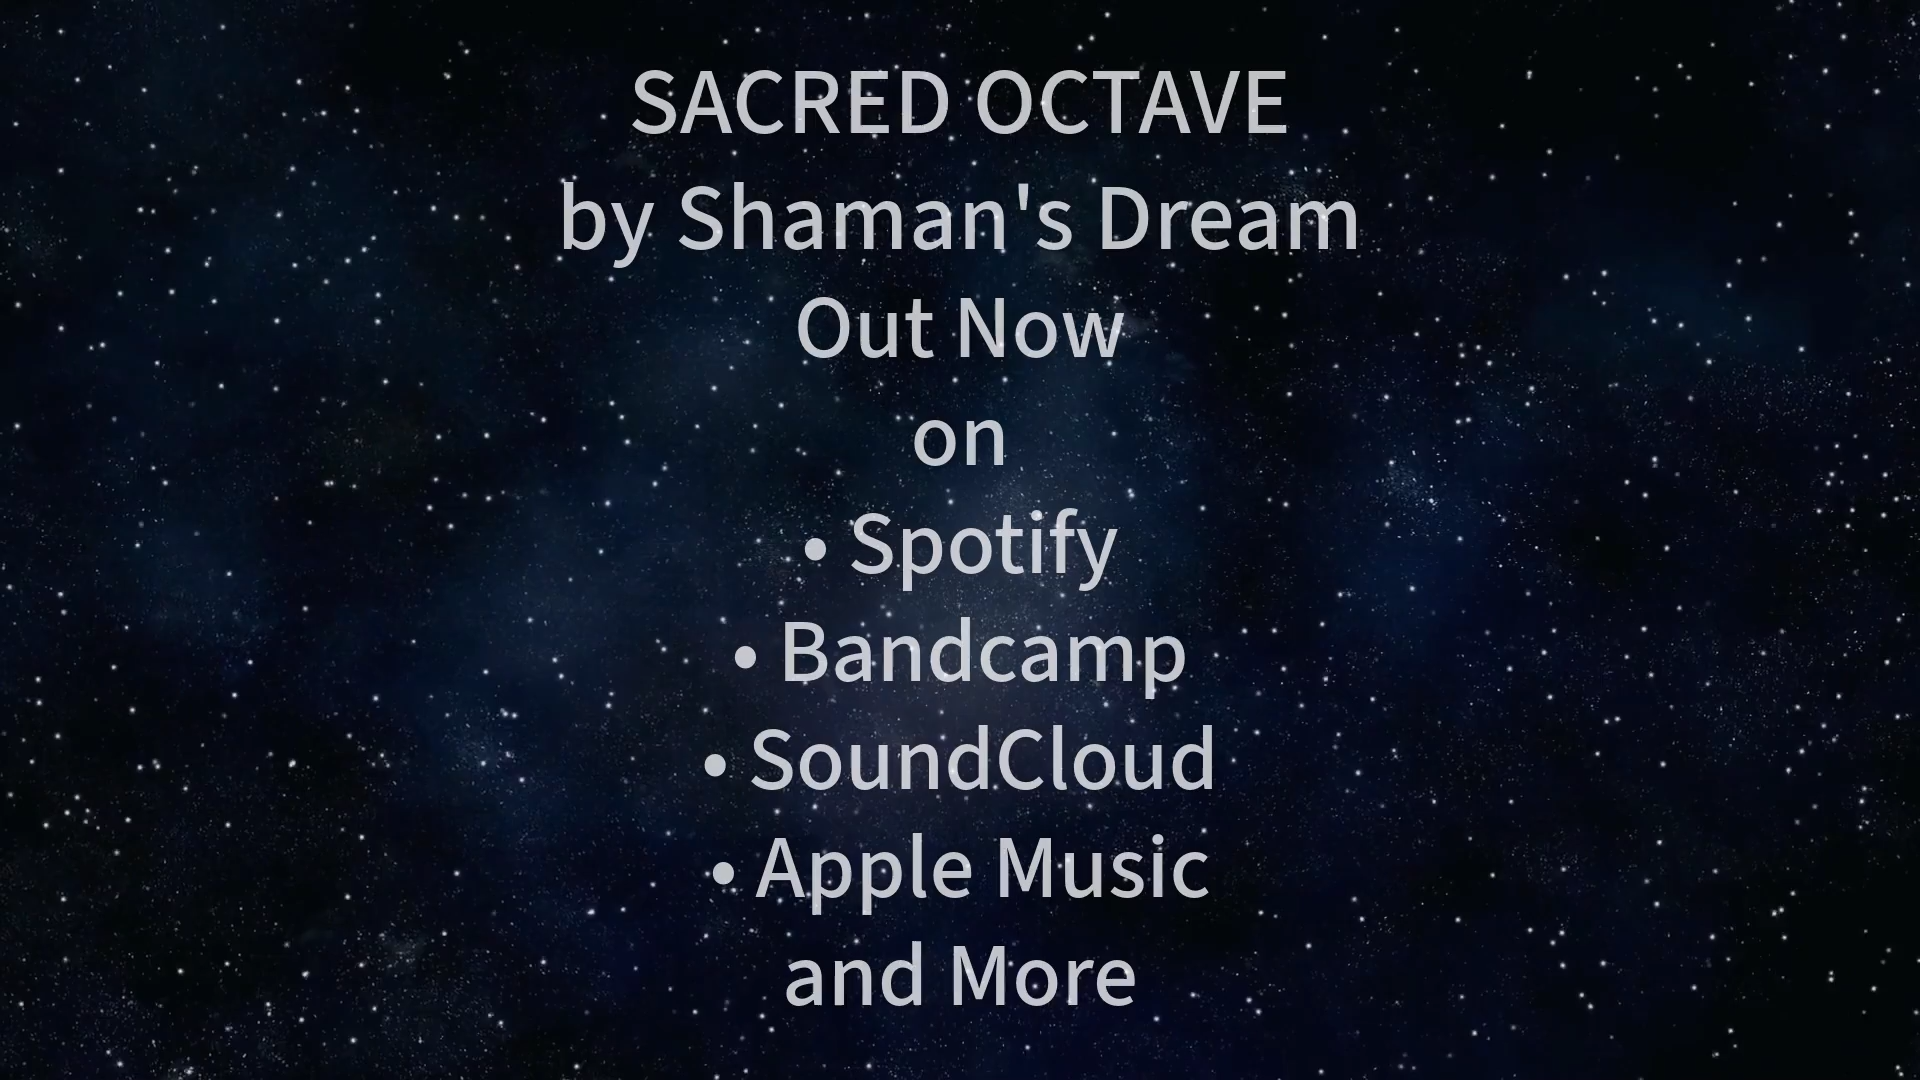 SACRED OCTAVE
by Shaman's Dream
Out Now
on
• Spotify
• Bandcamp
• SoundCloud
• Apple Music
and More